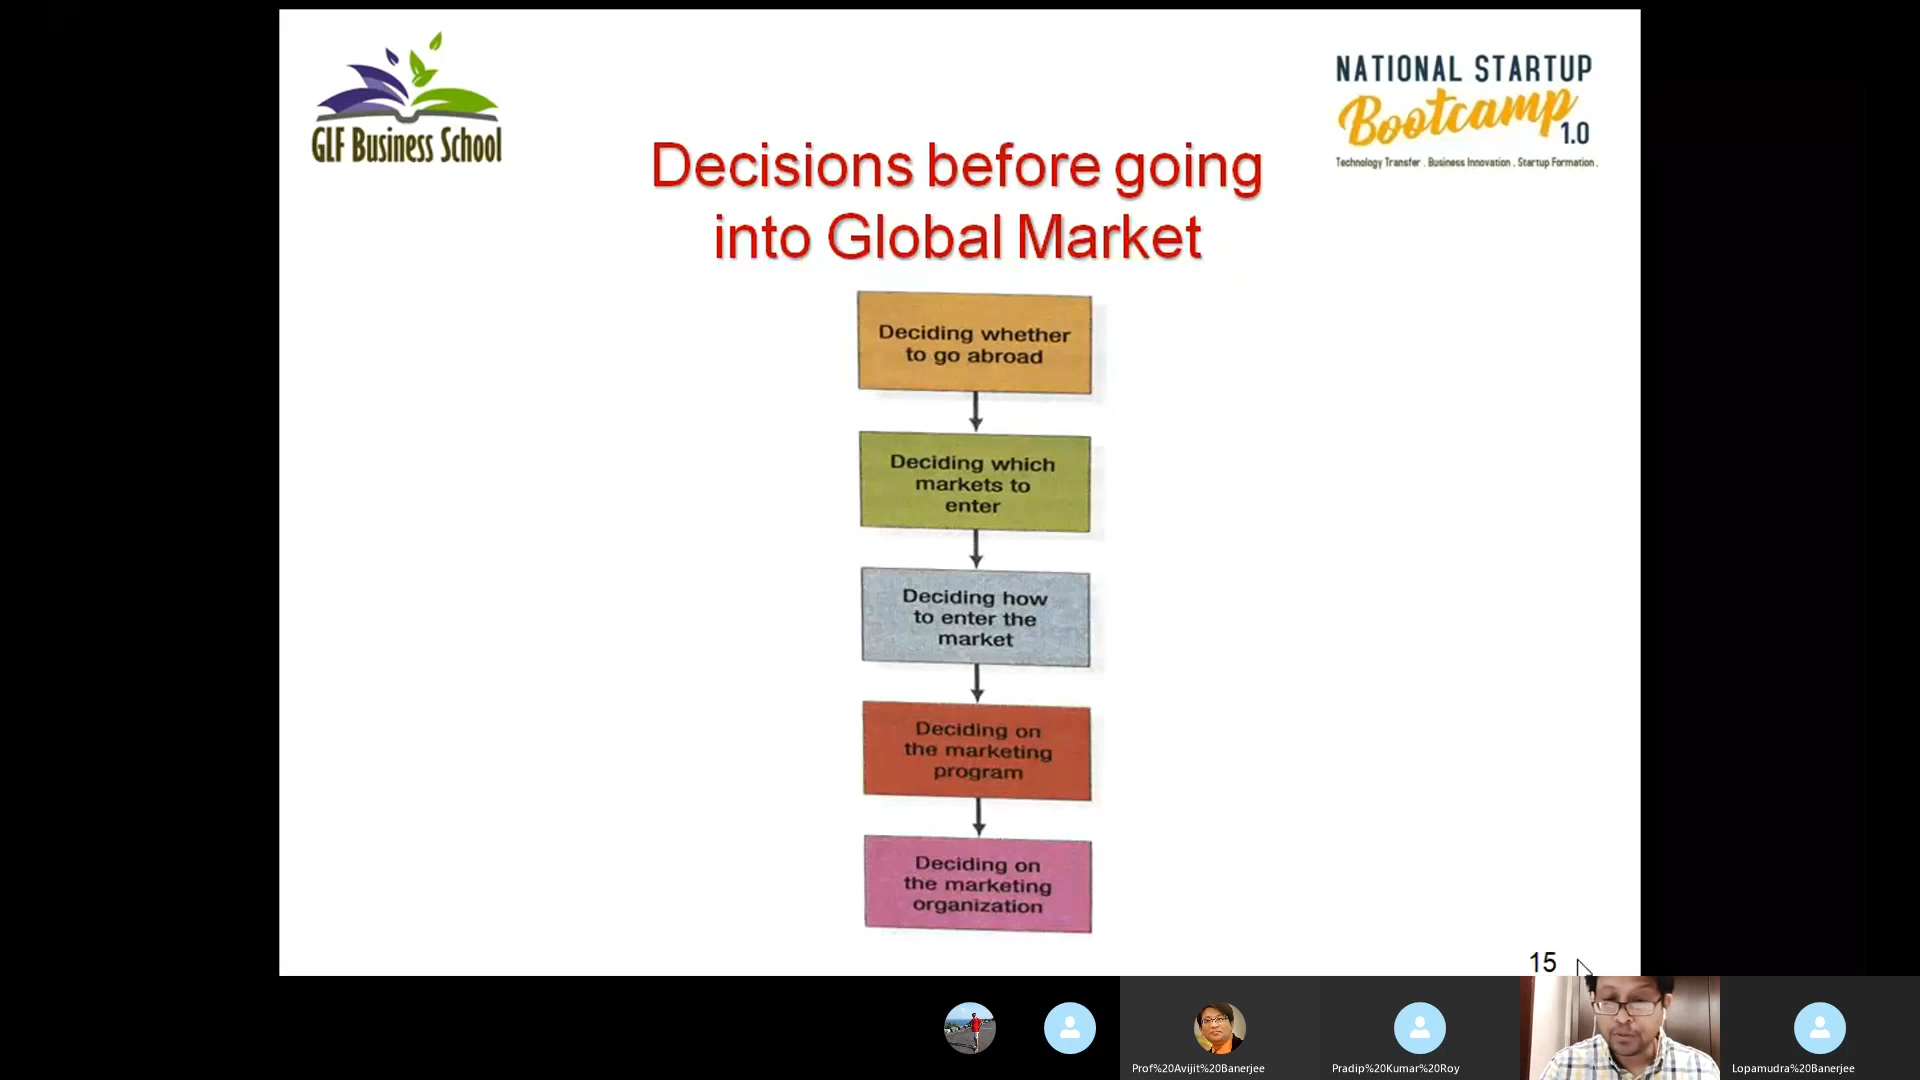 GLF Business School
NATIONAL STARTUP
Bootcamp
1.0
Technology Transfer . Business Innovation . Startup Formation .
Decisions before going
into Global Market
Deciding whether
to go abroad
Deciding which
markets to
enter
Deciding how
to enter the
market
Deciding on
the marketing
program
Deciding on
the marketing
organization
15
Prof%20Avijit%20Banerjee
Pradip%20Kumar%20Roy
Lopamudra%20Banerjee